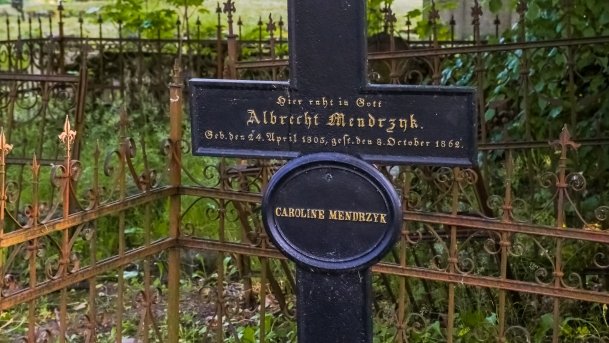 Hier ruht in Gott
Albrecht Mendrzyk.
Geb. den 24. April 1805, gest. den 8. October 1862.
CAROLINE MENDRZYK